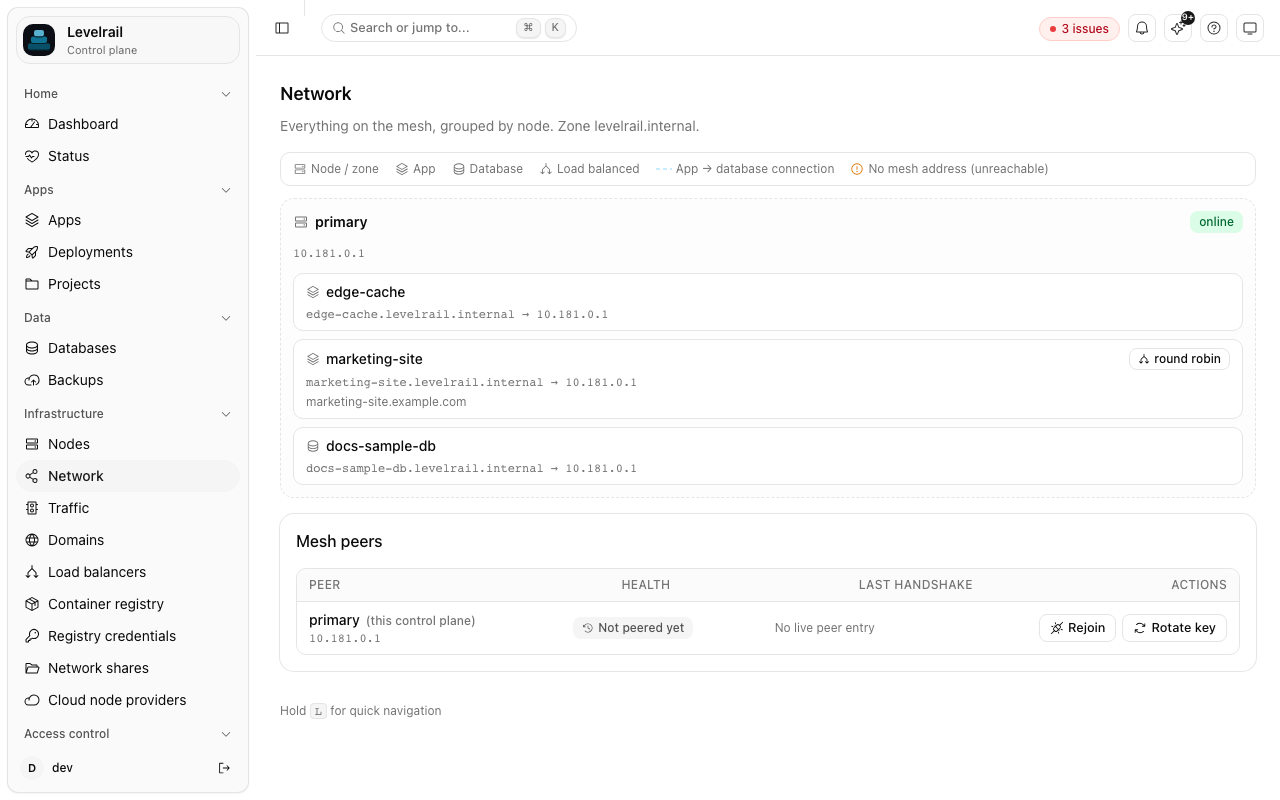 Levelrail
Control plane
Home
Dashboard
Status
Apps
Apps
Deployments
Projects
Data
Databases
Backups
Infrastructure
Nodes
Network
Traffic
Domains
Load balancers
Container registry
Registry credentials
Network shares
Cloud node providers
Access control
D dev
Search or jump to... ⌘ K
3 issues
9+
Network
Everything on the mesh, grouped by node. Zone levelrail.internal.
Node / zone App Database Load balanced App → database connection No mesh address (unreachable)
primary online
10.181.0.1
edge-cache
edge-cache.levelrail.internal → 10.181.0.1
marketing-site round robin
marketing-site.levelrail.internal → 10.181.0.1
marketing-site.example.com
docs-sample-db
docs-sample-db.levelrail.internal → 10.181.0.1
Mesh peers
PEER HEALTH LAST HANDSHAKE ACTIONS
primary (this control plane) Not peered yet No live peer entry Rejoin Rotate key
10.181.0.1
Hold L for quick navigation